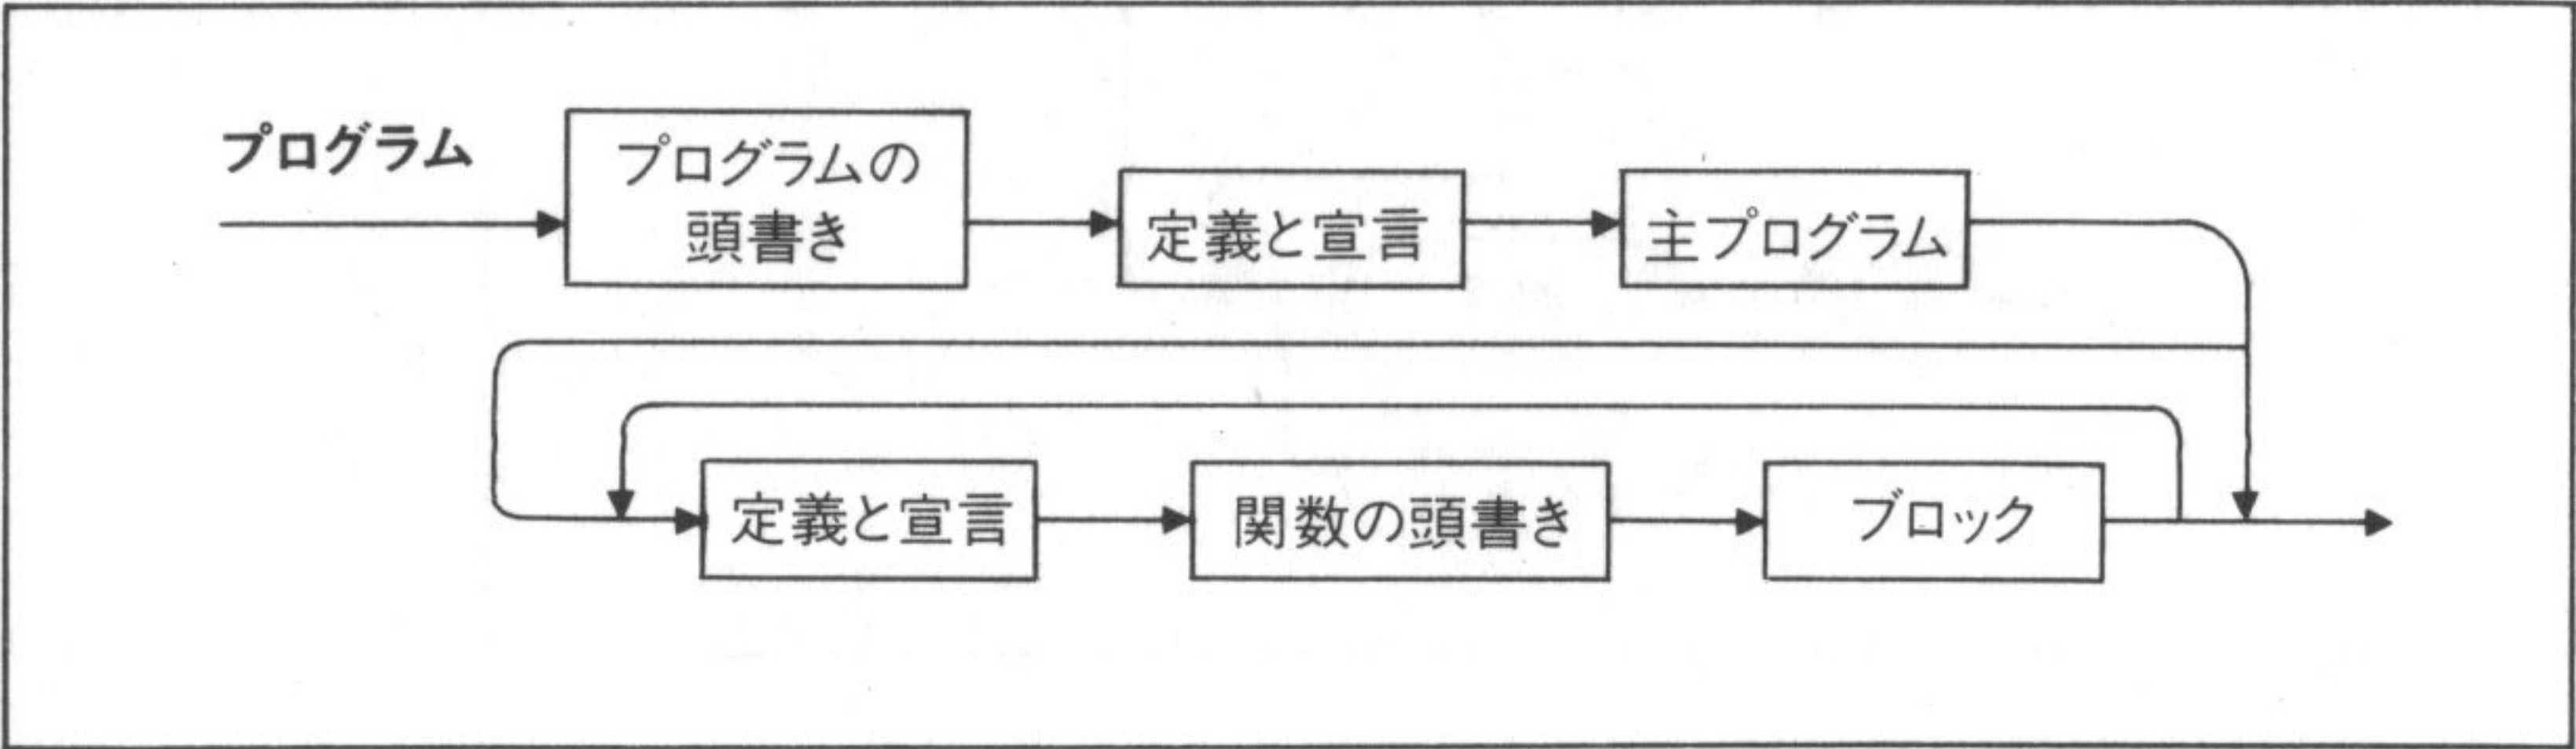 プログラム
プログラムの
頭書き
定義と宣言
主プログラム
定義と宣言
関数の頭書き
ブロック